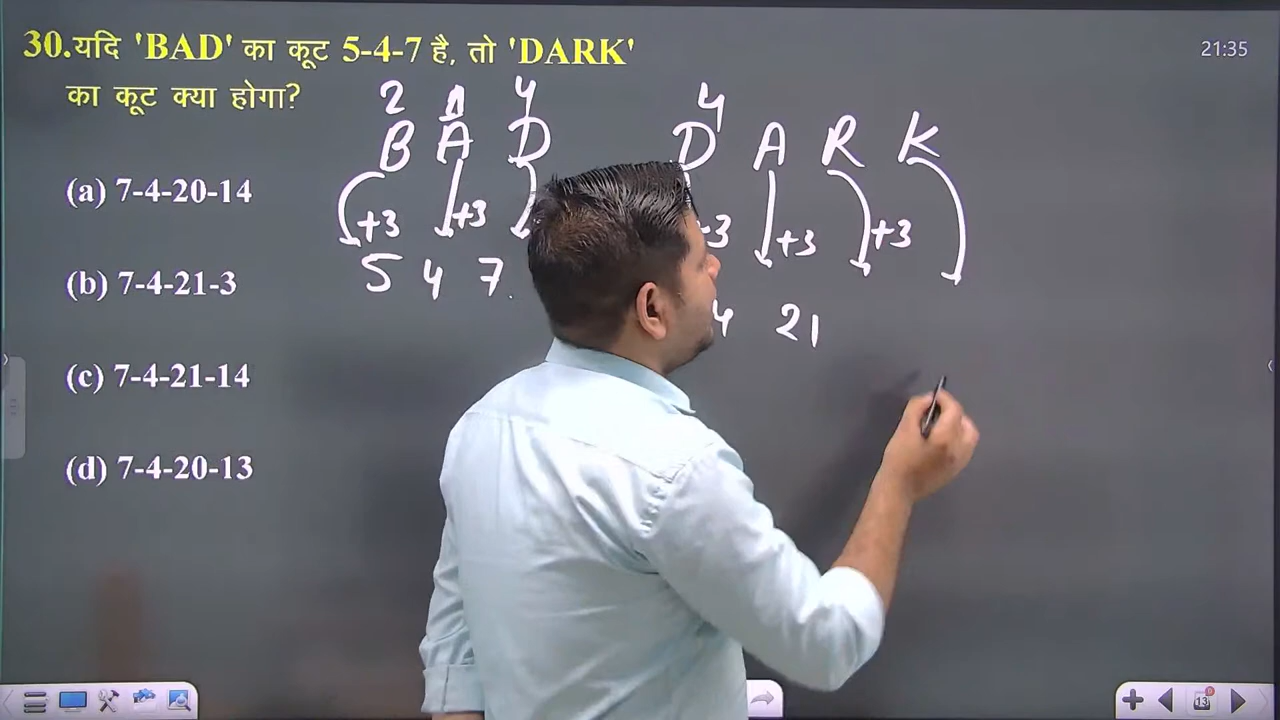 30.यदि 'BAD' का कूट 5-4-7 है, तो 'DARK'
का कूट क्या होगा?
21:35
(a) 7-4-20-14
(b) 7-4-21-3
(c) 7-4-21-14
(d) 7-4-20-13
2 1 4 4
B A D D A R K
+3 +3 3 +3 +3
5 4 7
4 21
13